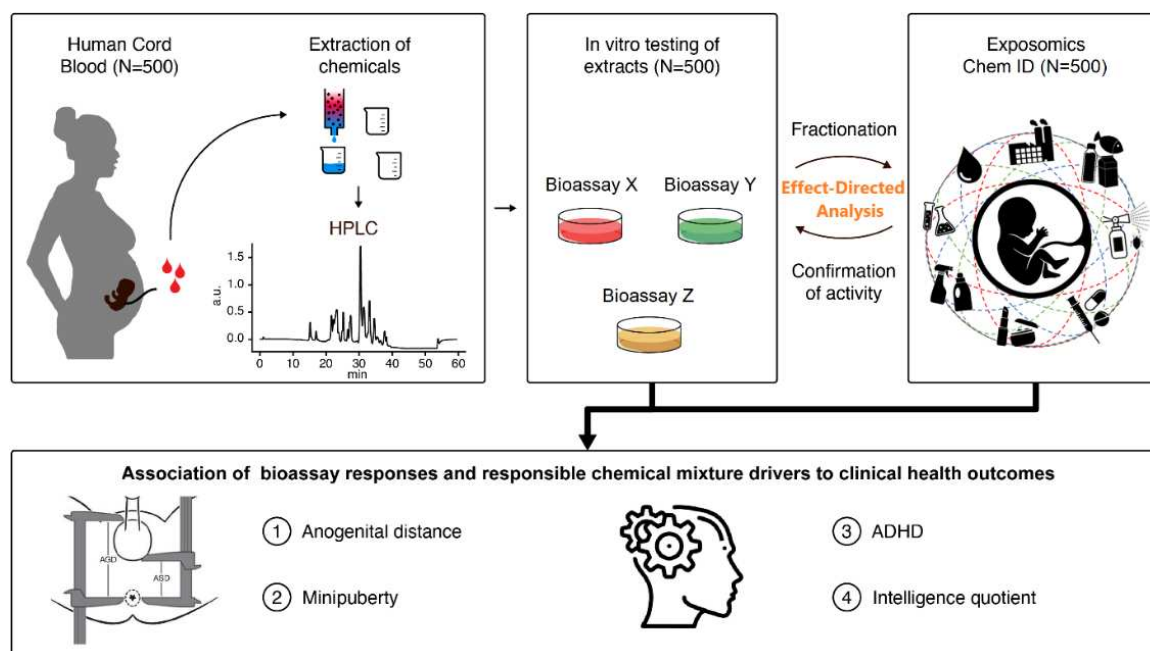 Human Cord
Blood (N=500)
Extraction of
chemicals
HPLC
1.5
1.0
0.5
0.0
a.u.
0 10 20 30 40 50 60
min
In vitro testing of
extracts (N=500)
Bioassay X
Bioassay Y
Bioassay Z
Fractionation
Effect-Directed
Analysis
Confirmation
of activity
Exposomics
Chem ID (N=500)
Association of bioassay responses and responsible chemical mixture drivers to clinical health outcomes
AGD
ASD
1 Anogenital distance
2 Minipuberty
3 ADHD
4 Intelligence quotient